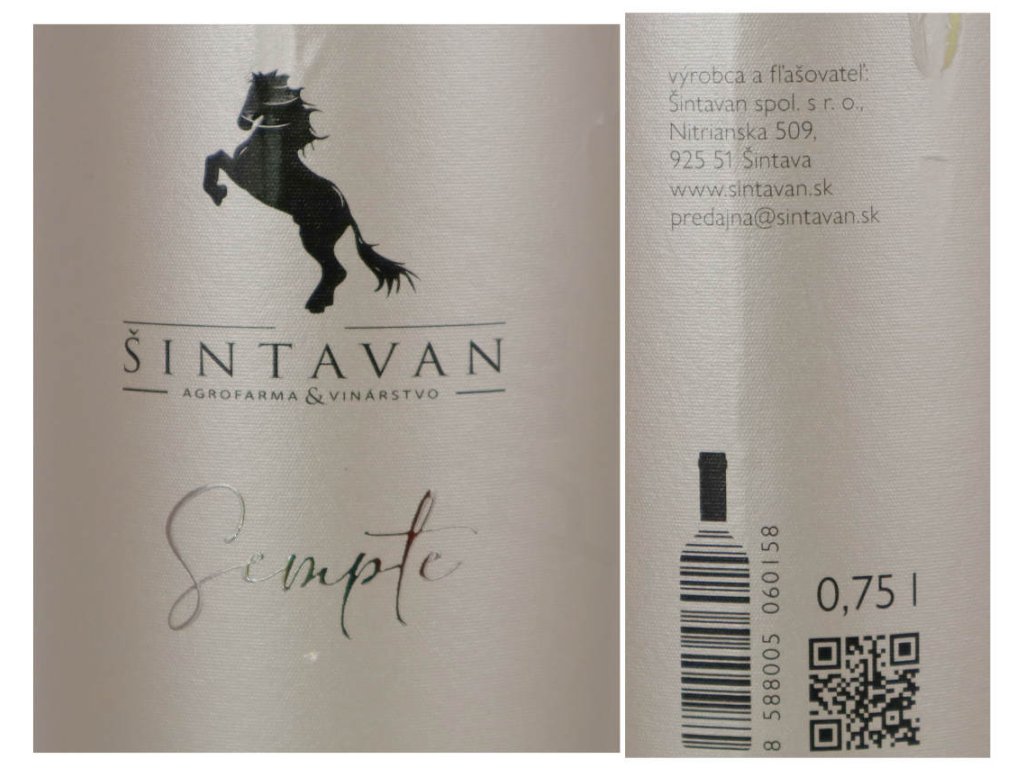 ŠINTAVAN
AGROFARMA & VINÁRSTVO
Sempte
výrobca a fľašovateľ:
Šintavan spol. s r. o.,
Nitrianska 509,
925 51 Šintava
www.sintavan.sk
predajna@sintavan.sk
8 588005 060158
0,75 l